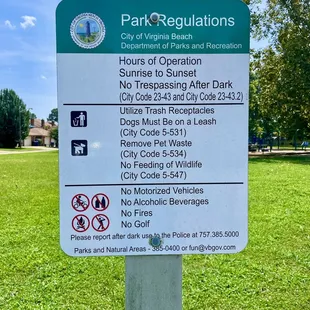 Park Regulations
City of Virginia Beach
Department of Parks and Recreation
Hours of Operation
Sunrise to Sunset
No Trespassing After Dark
(City Code 23-43 and City Code 23-43.2)
Utilize Trash Receptacles
Dogs Must Be on a Leash
(City Code 5-531)
Remove Pet Waste
(City Code 5-534)
No Feeding of Wildlife
(City Code 5-547)
No Motorized Vehicles
No Alcoholic Beverages
No Fires
No Golf
Please report after dark use to the Police at 757.385.5000
Parks and Natural Areas - 385-0400 or fun@vbgov.com